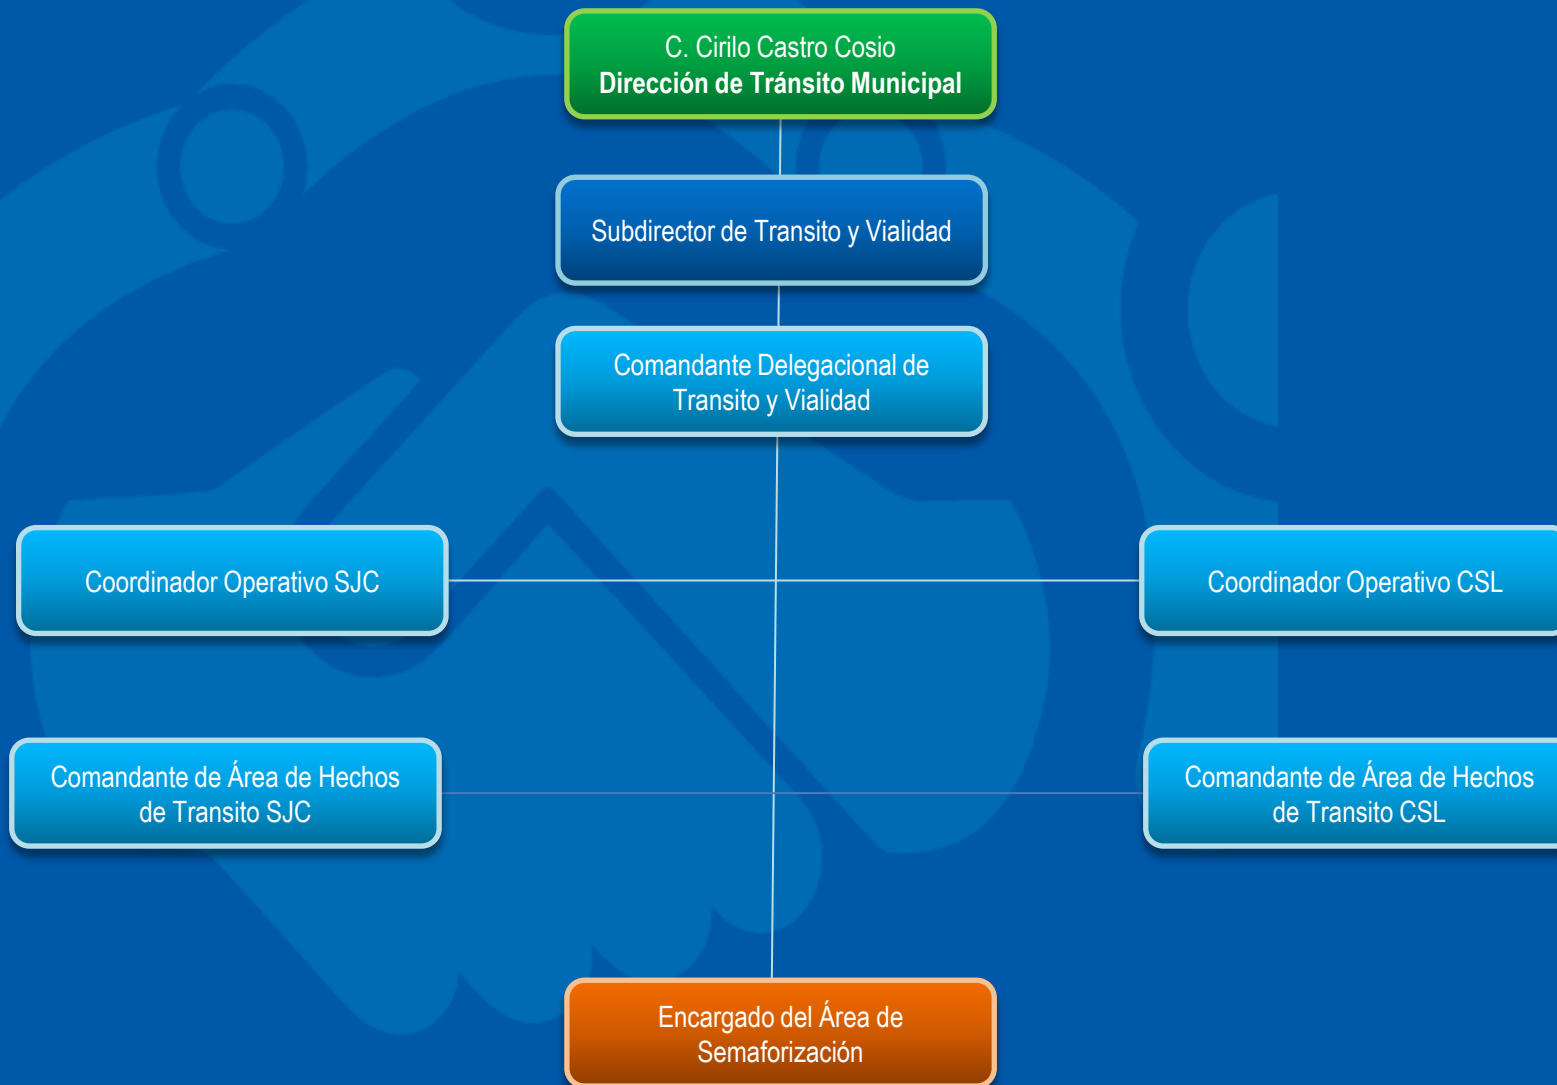 C. Cirilo Castro Cosio
Dirección de Tránsito Municipal
Subdirector de Transito y Vialidad
Comandante Delegacional de
Transito y Vialidad
Coordinador Operativo SJC
Coordinador Operativo CSL
Comandante de Área de Hechos
de Transito SJC
Comandante de Área de Hechos
de Transito CSL
Encargado del Área de
Semaforización